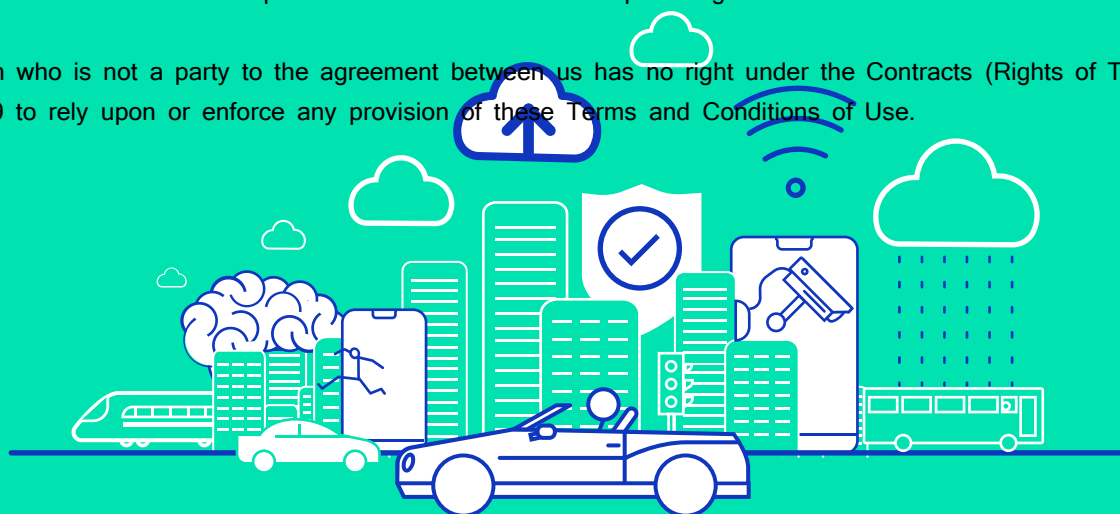 who is not a party to the agreement between us has no right under the Contracts (Rights of
to rely upon or enforce any provision of these Terms and Conditions of Use.